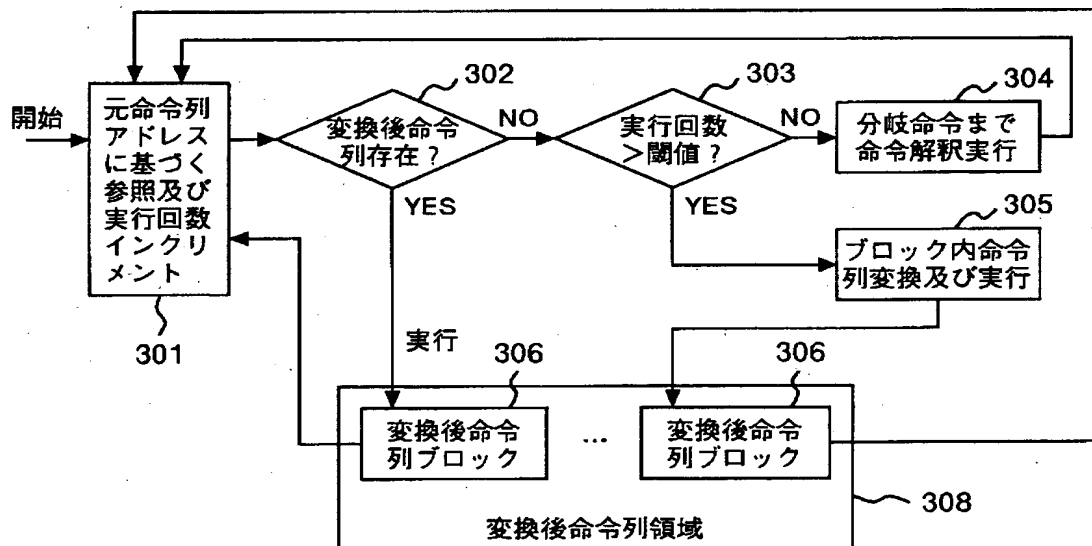 開始
元命令列
アドレス
に基づく
参照及び
実行回数
インクリ
メント
301
302
変換後命令
列存在？
NO
YES
実行
303
実行回数
＞閾値？
NO
YES
304
分岐命令まで
命令解釈実行
305
ブロック内命令
列変換及び実行
306
変換後命令
列ブロック
...
306
変換後命令
列ブロック
308
変換後命令列領域